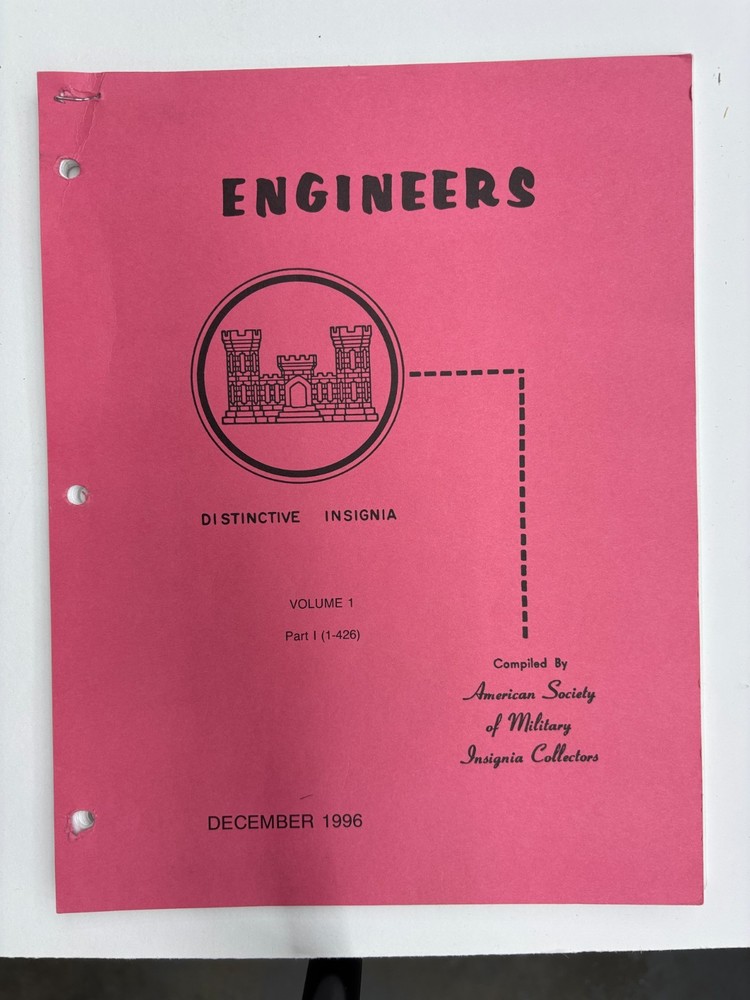 ENGINEERS
DISTINCTIVE INSIGNIA
VOLUME 1
Part I (1-426)
Compiled By
American Society
of Military
Insignia Collectors
DECEMBER 1996